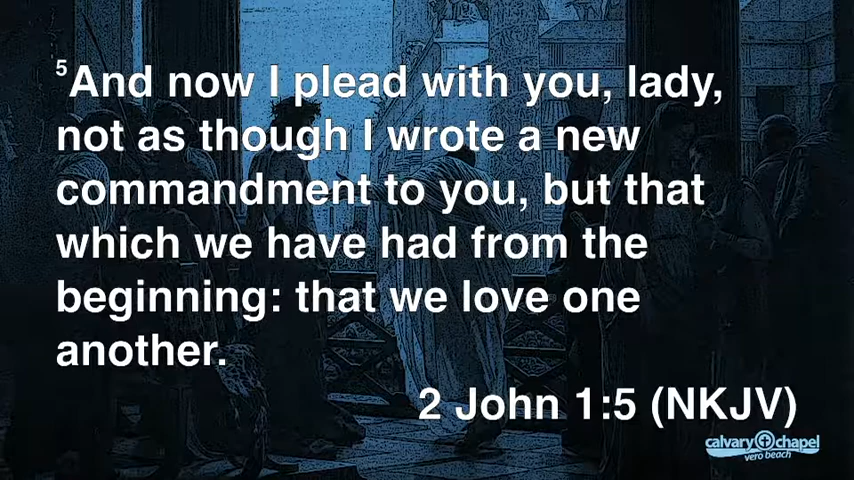 5And now I plead with you, lady,
not as though I wrote a new
commandment to you, but that
which we have had from the
beginning: that we love one
another.
2 John 1:5 (NKJV)
calvary chapel
vero beach